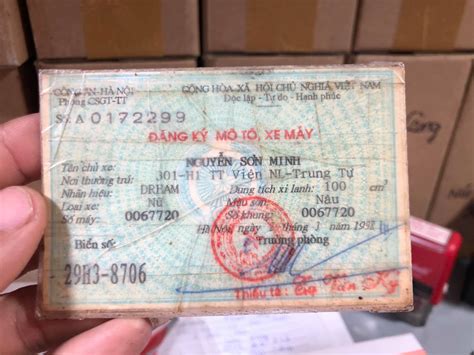 CÔNG AN-HÀ NỘI
Phòng CSGT-TT
CỘNG HÒA XÃ HỘI CHỦ NGHĨA VIỆT NAM
Độc lập - Tự do - Hạnh phúc
Số: A 0172299
ĐĂNG KÝ MÔ TÔ, XE MÁY
Tên chủ xe: NGUYỄN SƠN MINH
Nơi thường trú: 301-H1 TT Viện NL-Trung Tự
Nhãn hiệu: DRHAM Dung tích xi lanh: 100 cm3
Loại xe: Nữ Màu sơn: Nâu
Số máy: 0067720 Số khung: 0067720
Hà Nội, ngày tháng 1 năm
Biển số: Trưởng phòng
29H3-8706
Thiếu tá: